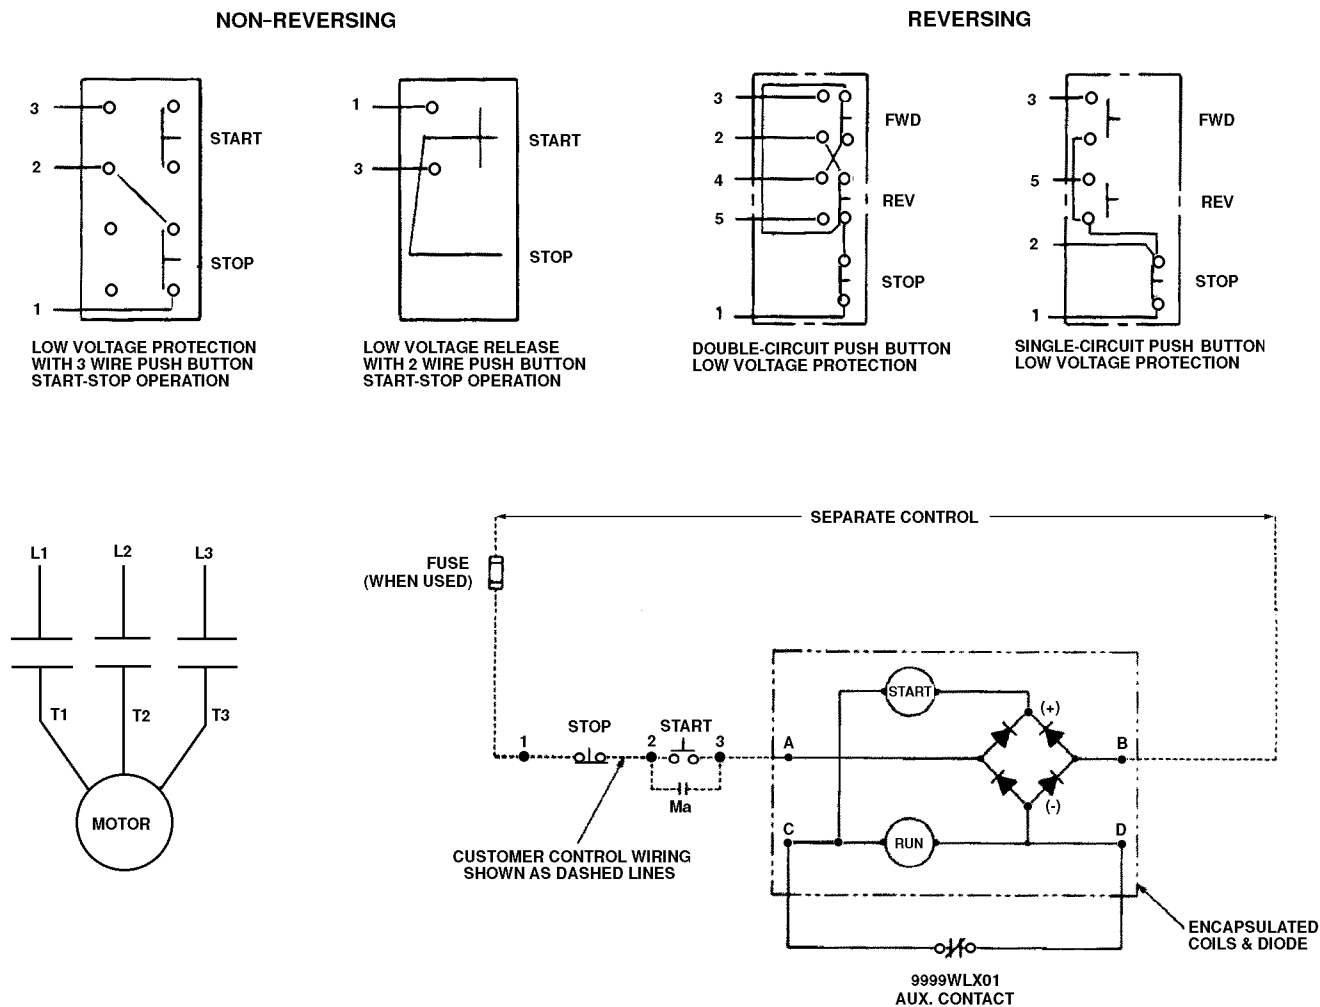 NON-REVERSING
REVERSING
3
START
2
STOP
1
LOW VOLTAGE PROTECTION
WITH 3 WIRE PUSH BUTTON
START-STOP OPERATION
1
START
3
STOP
LOW VOLTAGE RELEASE
WITH 2 WIRE PUSH BUTTON
START-STOP OPERATION
3
FWD
2
4
REV
5
STOP
1
DOUBLE-CIRCUIT PUSH BUTTON
LOW VOLTAGE PROTECTION
3
FWD
5
REV
2
STOP
1
SINGLE-CIRCUIT PUSH BUTTON
LOW VOLTAGE PROTECTION
L1 L2 L3
T1 T2 T3
MOTOR
SEPARATE CONTROL
FUSE
(WHEN USED)
STOP START
1 2 3
Ma
CUSTOMER CONTROL WIRING
SHOWN AS DASHED LINES
START
(+)
A B
(-)
C D
RUN
ENCAPSULATED
COILS & DIODE
9999WLX01
AUX. CONTACT